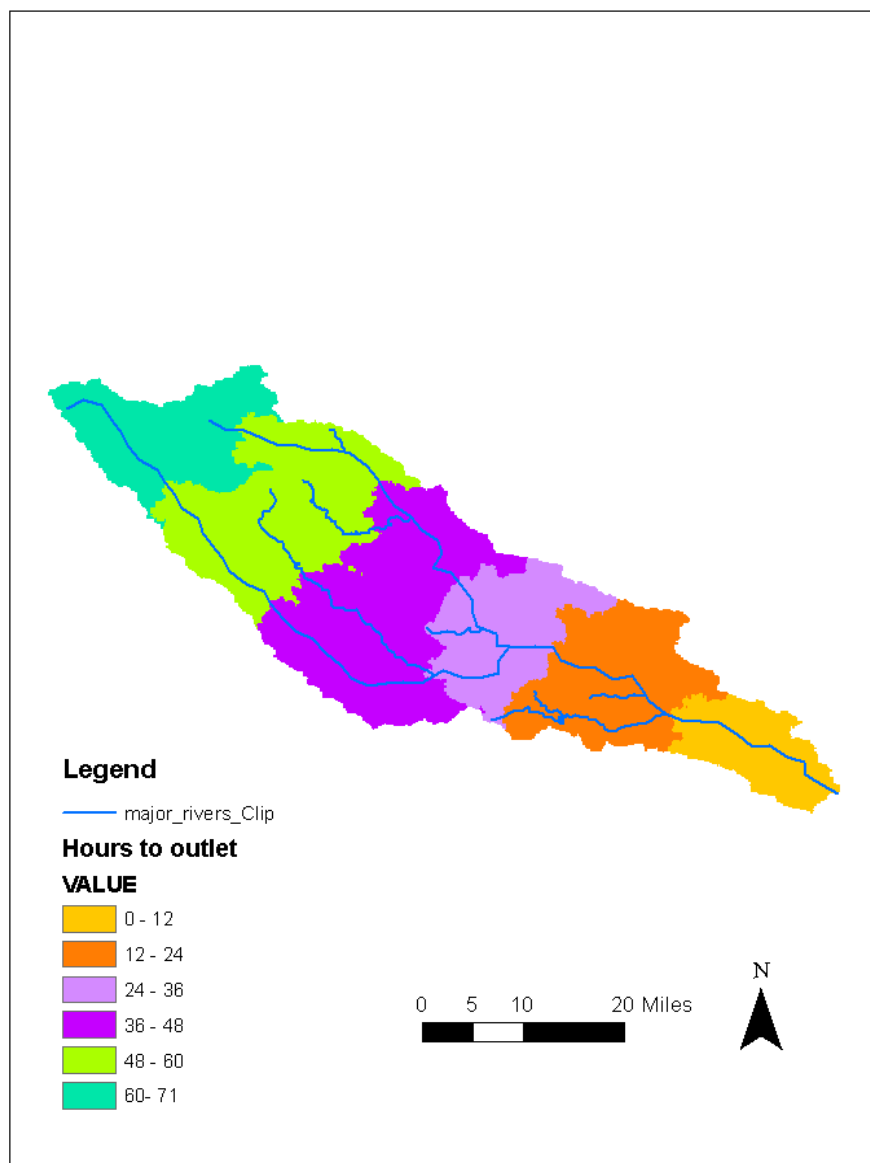 Legend
major_rivers_Clip
Hours to outlet
VALUE
0 - 12
12 - 24
24 - 36
36 - 48
48 - 60
60- 71
0 5 10 20 Miles
N